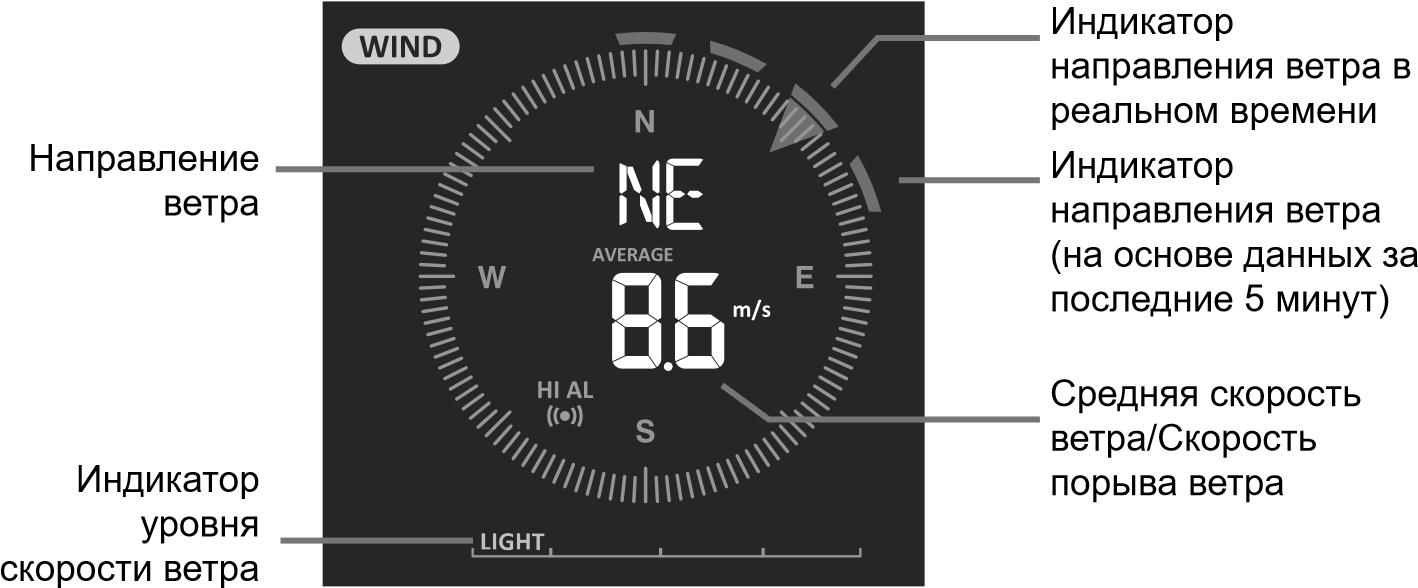 WIND
Направление
ветра
Индикатор
уровня
скорости ветра
N
NE
AVERAGE
W
E
8.6 m/s
HI AL
S
LIGHT
Индикатор
направления ветра в
реальном времени
Индикатор
направления ветра
(на основе данных за
последние 5 минут)
Средняя скорость
ветра/Скорость
порыва ветра